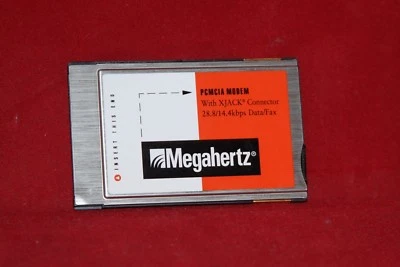 PCMCIA MODEM
With XJACK® Connector
28.8/14.4kbps Data/Fax
INSERT THIS END
Megahertz®